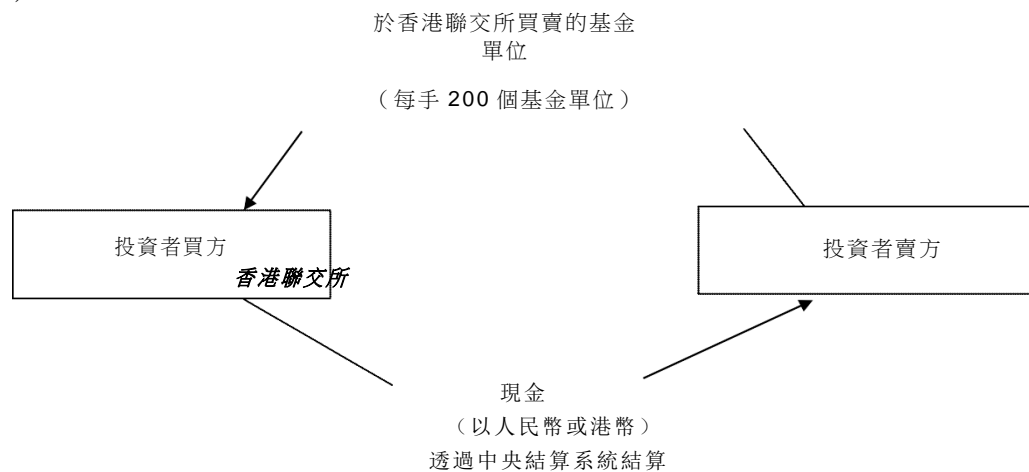 於香港聯交所買賣的基金
單位
（每手 200 個基金單位）
投資者買方
投資者賣方
香港聯交所
現金
（以人民幣或港幣）
透過中央結算系統結算